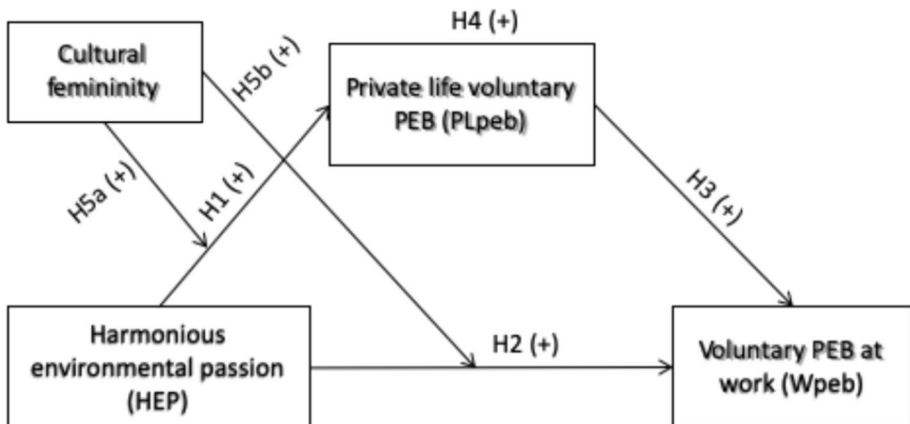 H4 (+)
Cultural
femininity
H5b (+)
Private life voluntary
PEB (PLpeb)
H5a (+)
H1 (+)
H3 (+)
Harmonious
environmental passion
(HEP)
H2 (+)
Voluntary PEB at
work (Wpeb)